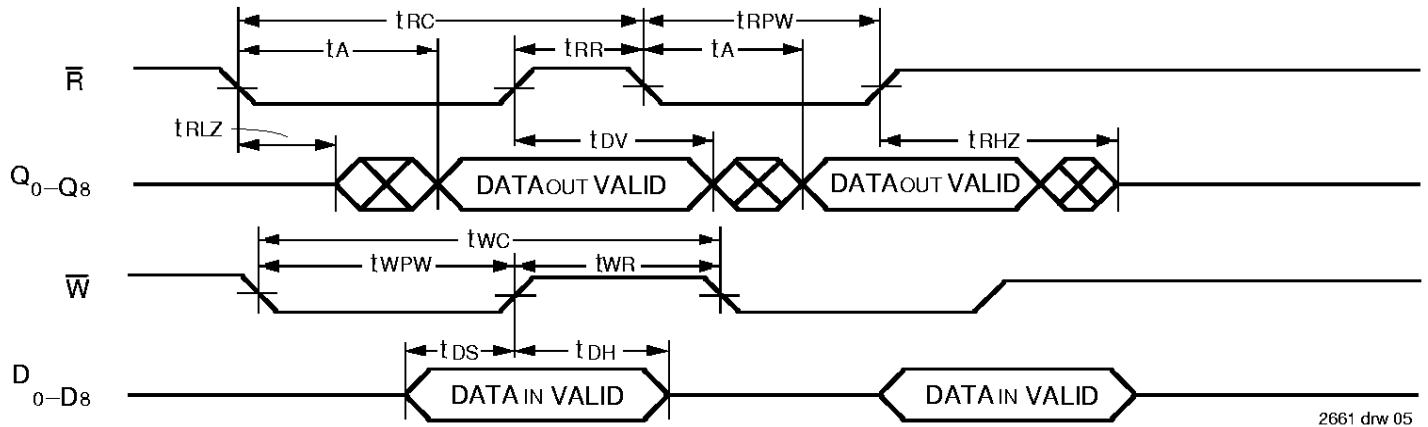 tRC tRPW
tA tRR tA
R̅
tRLZ tDV tRHZ
Q0–Q8 DATAOUT VALID DATAOUT VALID
tWC
tWPW tWR
W̅
tDS tDH
D0–D8 DATAIN VALID DATAIN VALID
2661 drw 05